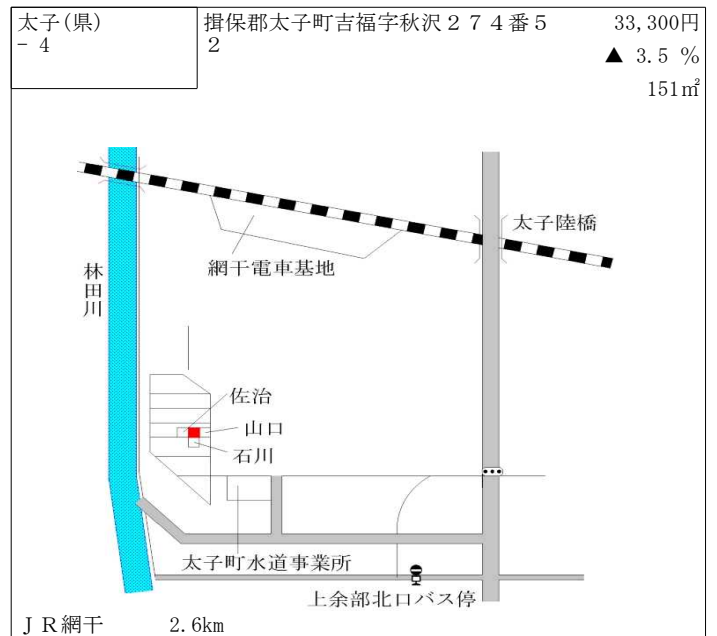 太子(県)
- 4
揖保郡太子町吉福字秋沢２７４番５
２
33,300円
▲ 3.5 %
151㎡
太子陸橋
網干電車基地
林田川
佐治
山口
石川
太子町水道事業所
上余部北口バス停
ＪＲ網干 2.6km